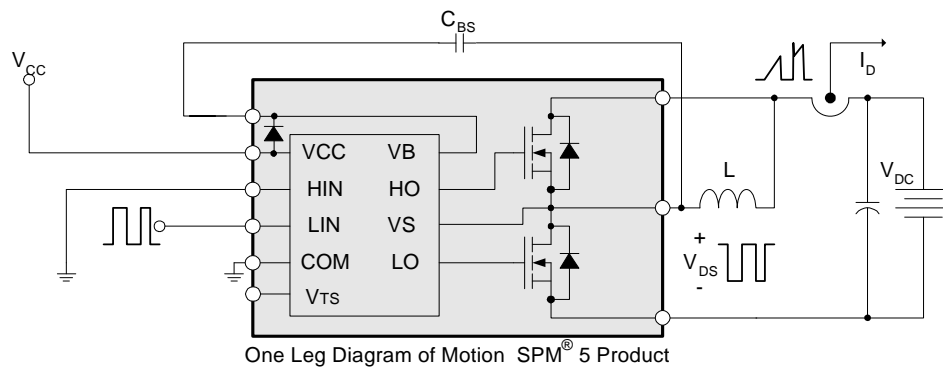 C_BS
V_CC
I_D
VCC VB
HIN HO
LIN VS
COM LO
V_TS
L
V_DC
+
V_DS
-
One Leg Diagram of Motion SPM® 5 Product